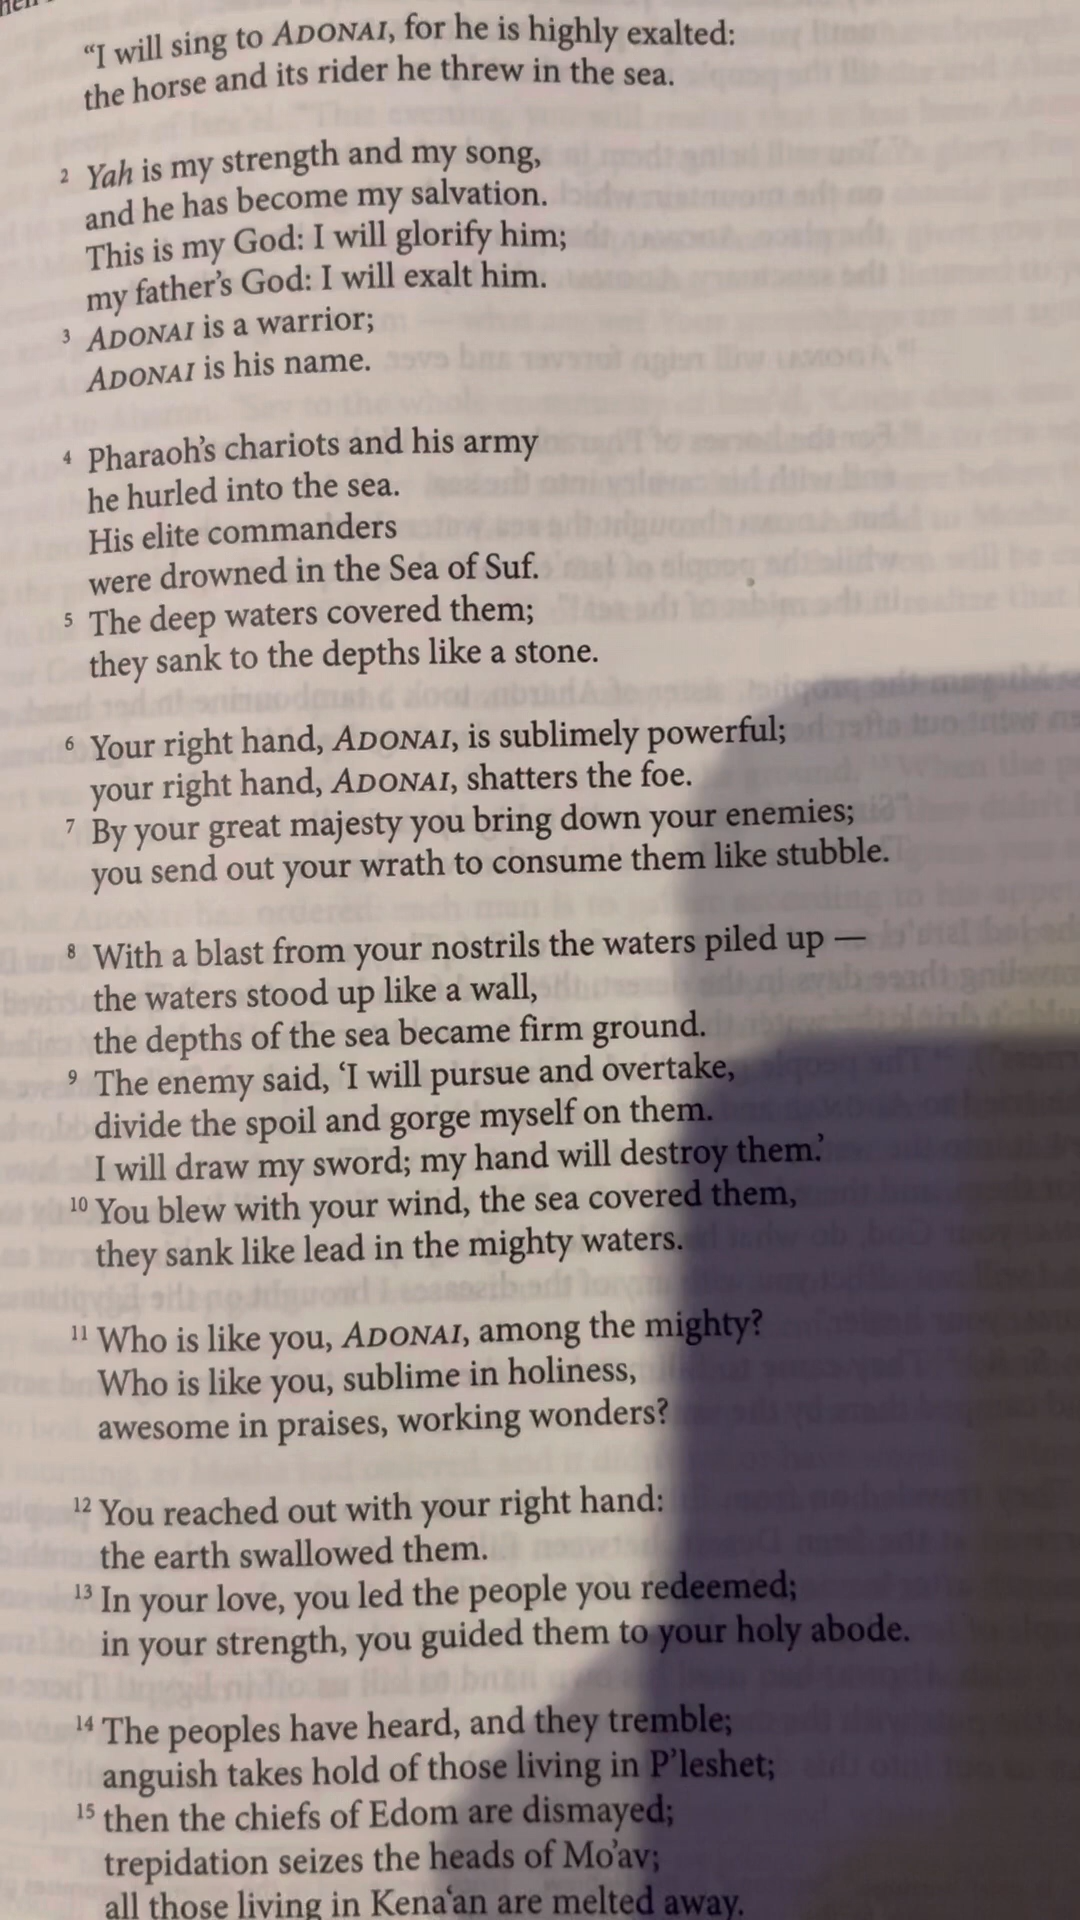 “I will sing to ADONAI, for he is highly exalted:
the horse and its rider he threw in the sea.
2 Yah is my strength and my song,
and he has become my salvation.
This is my God: I will glorify him;
my father’s God: I will exalt him.
3 ADONAI is a warrior;
ADONAI is his name.
4 Pharaoh’s chariots and his army
he hurled into the sea.
His elite commanders
were drowned in the Sea of Suf.
5 The deep waters covered them;
they sank to the depths like a stone.
6 Your right hand, ADONAI, is sublimely powerful;
your right hand, ADONAI, shatters the foe.
7 By your great majesty you bring down your enemies;
you send out your wrath to consume them like stubble.
8 With a blast from your nostrils the waters piled up —
the waters stood up like a wall,
the depths of the sea became firm ground.
9 The enemy said, ‘I will pursue and overtake,
divide the spoil and gorge myself on them.
I will draw my sword; my hand will destroy them.’
10 You blew with your wind, the sea covered them,
they sank like lead in the mighty waters.
11 Who is like you, ADONAI, among the mighty?
Who is like you, sublime in holiness,
awesome in praises, working wonders?
12 You reached out with your right hand:
the earth swallowed them.
13 In your love, you led the people you redeemed;
in your strength, you guided them to your holy abode.
14 The peoples have heard, and they tremble;
anguish takes hold of those living in P’leshet;
15 then the chiefs of Edom are dismayed;
trepidation seizes the heads of Mo’av;
all those living in Kena‘an are melted away.